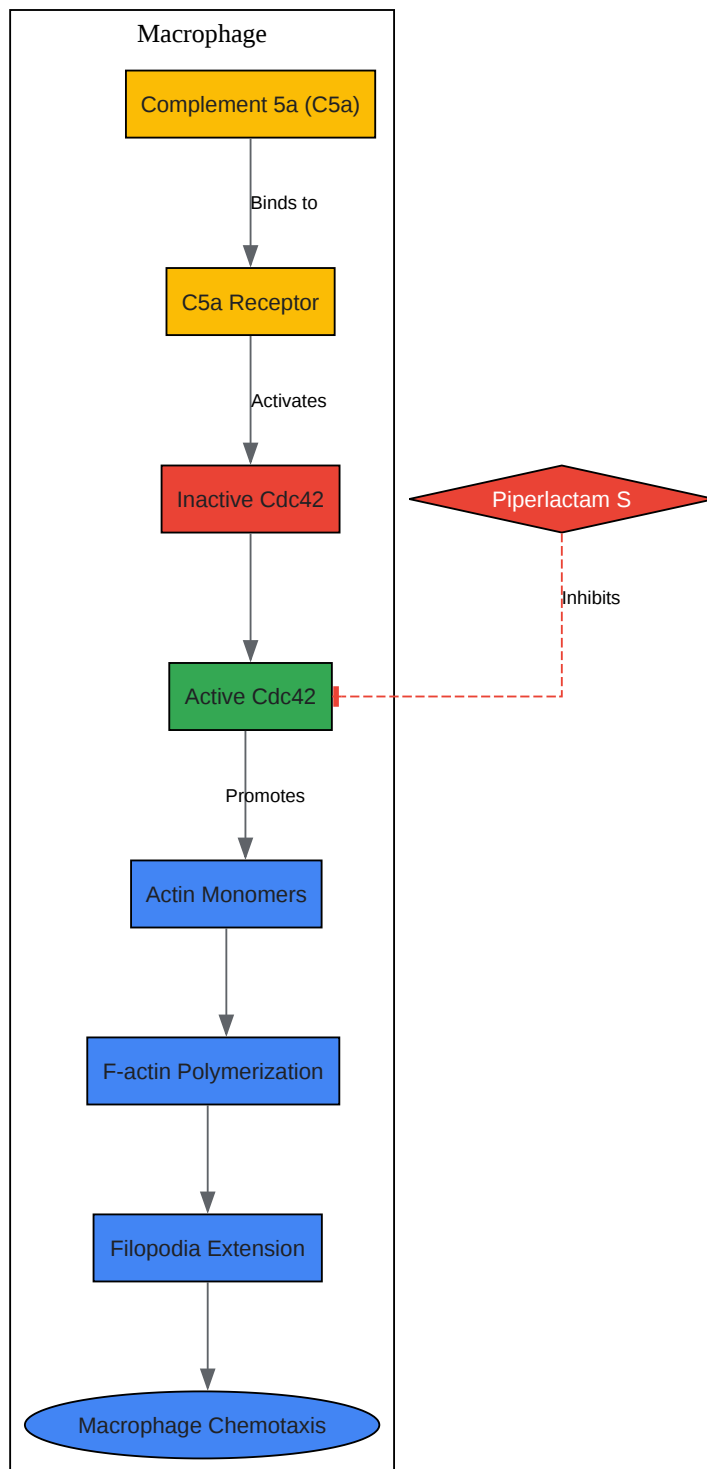 Macrophage
Complement 5a (C5a)
Binds to
C5a Receptor
Activates
Inactive Cdc42
Piperlactam S
Inhibits
Active Cdc42
Promotes
Actin Monomers
F-actin Polymerization
Filopodia Extension
Macrophage Chemotaxis